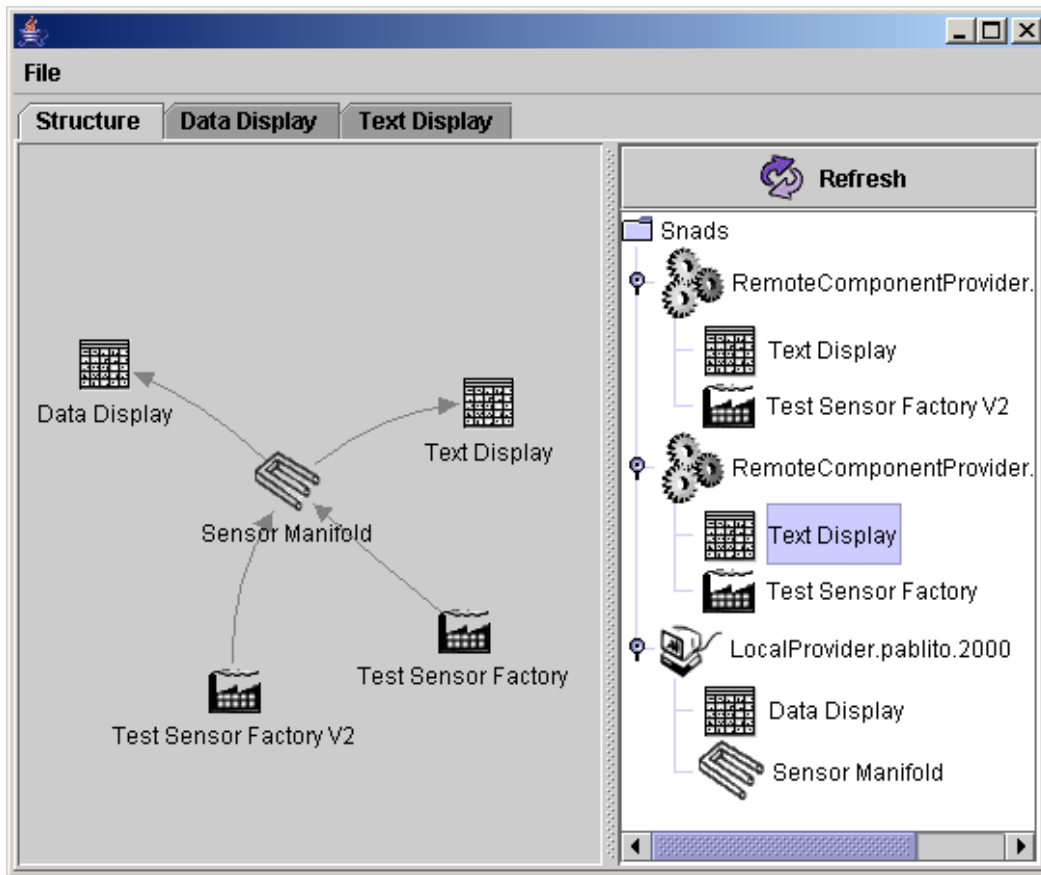 File
Structure
Data Display
Text Display
Data Display
Text Display
Sensor Manifold
Test Sensor Factory
Test Sensor Factory V2
Refresh
Snads
RemoteComponentProvider.
Text Display
Test Sensor Factory V2
RemoteComponentProvider.
Text Display
Test Sensor Factory
LocalProvider.pablito.2000
Data Display
Sensor Manifold